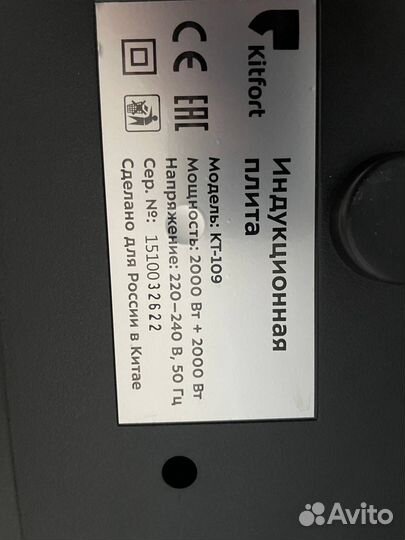 Kitfort
Индукционная
плита
CE EAC
Модель: KT-109
Мощность: 2000 Вт + 2000 Вт
Напряжение: 220–240 В, 50 Гц
Сер. №: 1510032622
Сделано для России в Китае
Avito